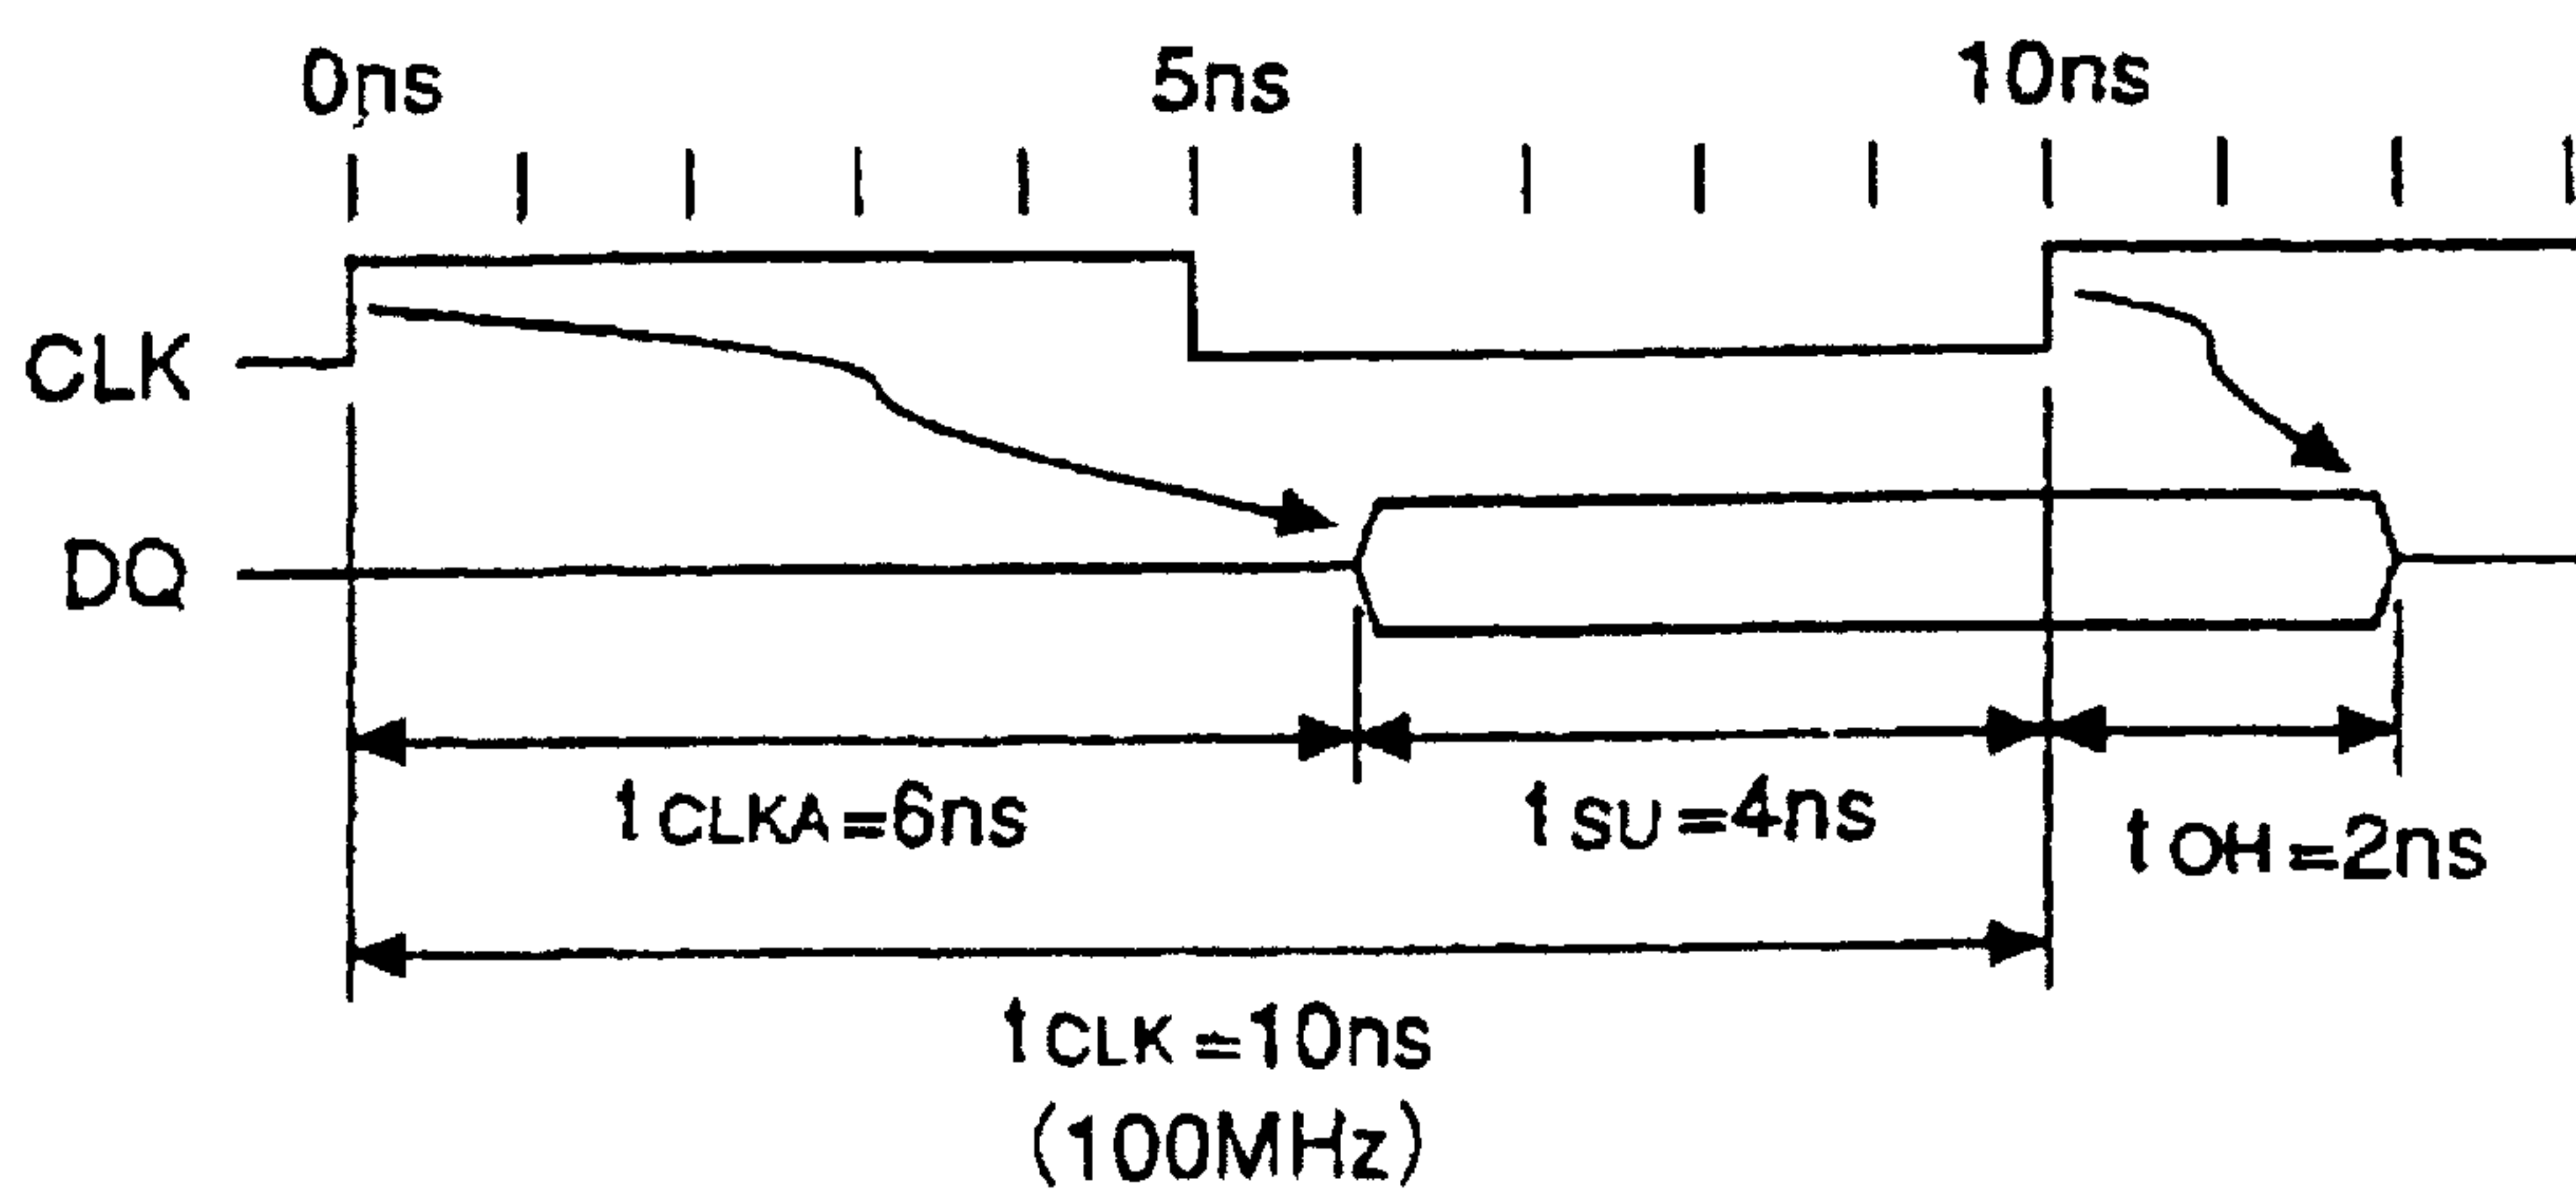 0ns 5ns 10ns
CLK
DQ
tCLKA=6ns tSU=4ns tOH=2ns
tCLK=10ns
(100MHz)